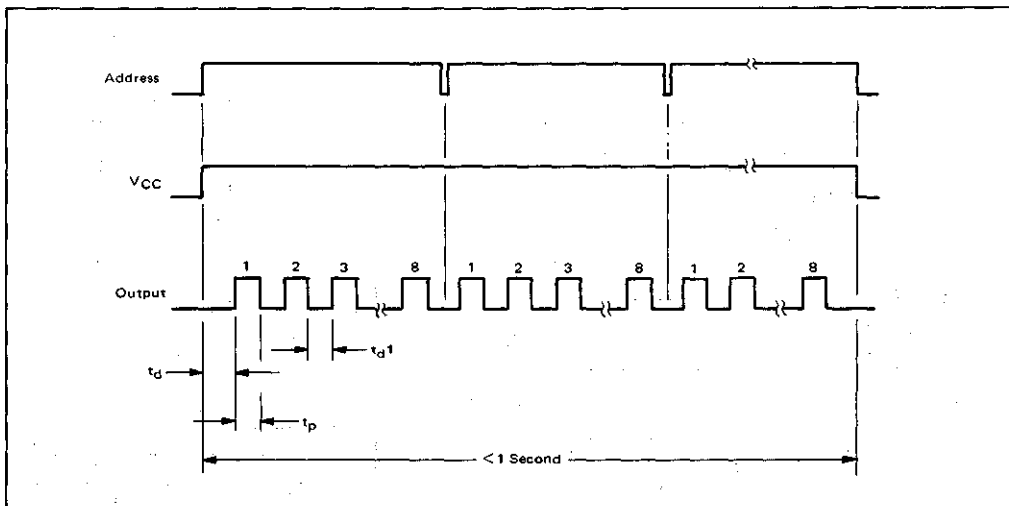 Address
VCC
1 2 3 8 1 2 3 8 1 2 8
Output
td1
td
tp
<1 Second